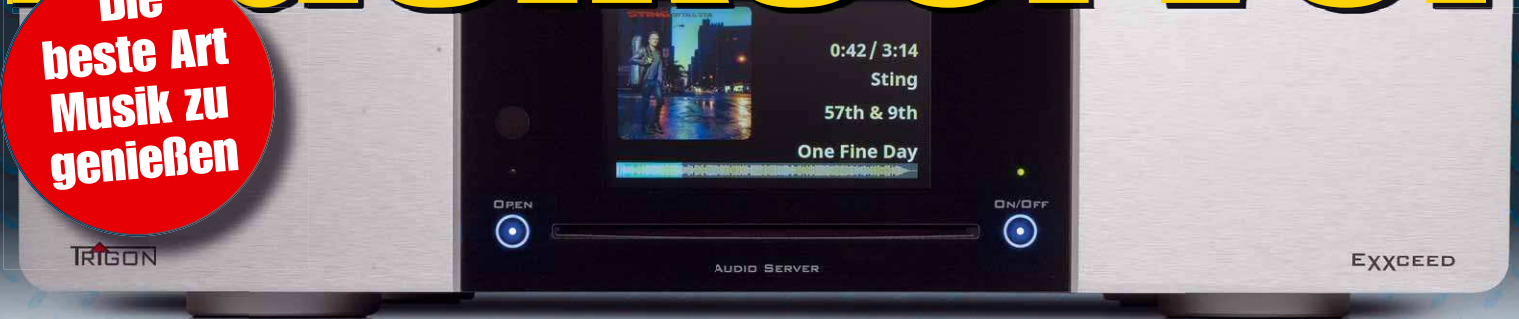 Die
beste Art
Musik zu
genießen
0:42 / 3:14
Sting
57th & 9th
One Fine Day
OPEN
ON/OFF
TRIGON
AUDIO SERVER
EXXCEED